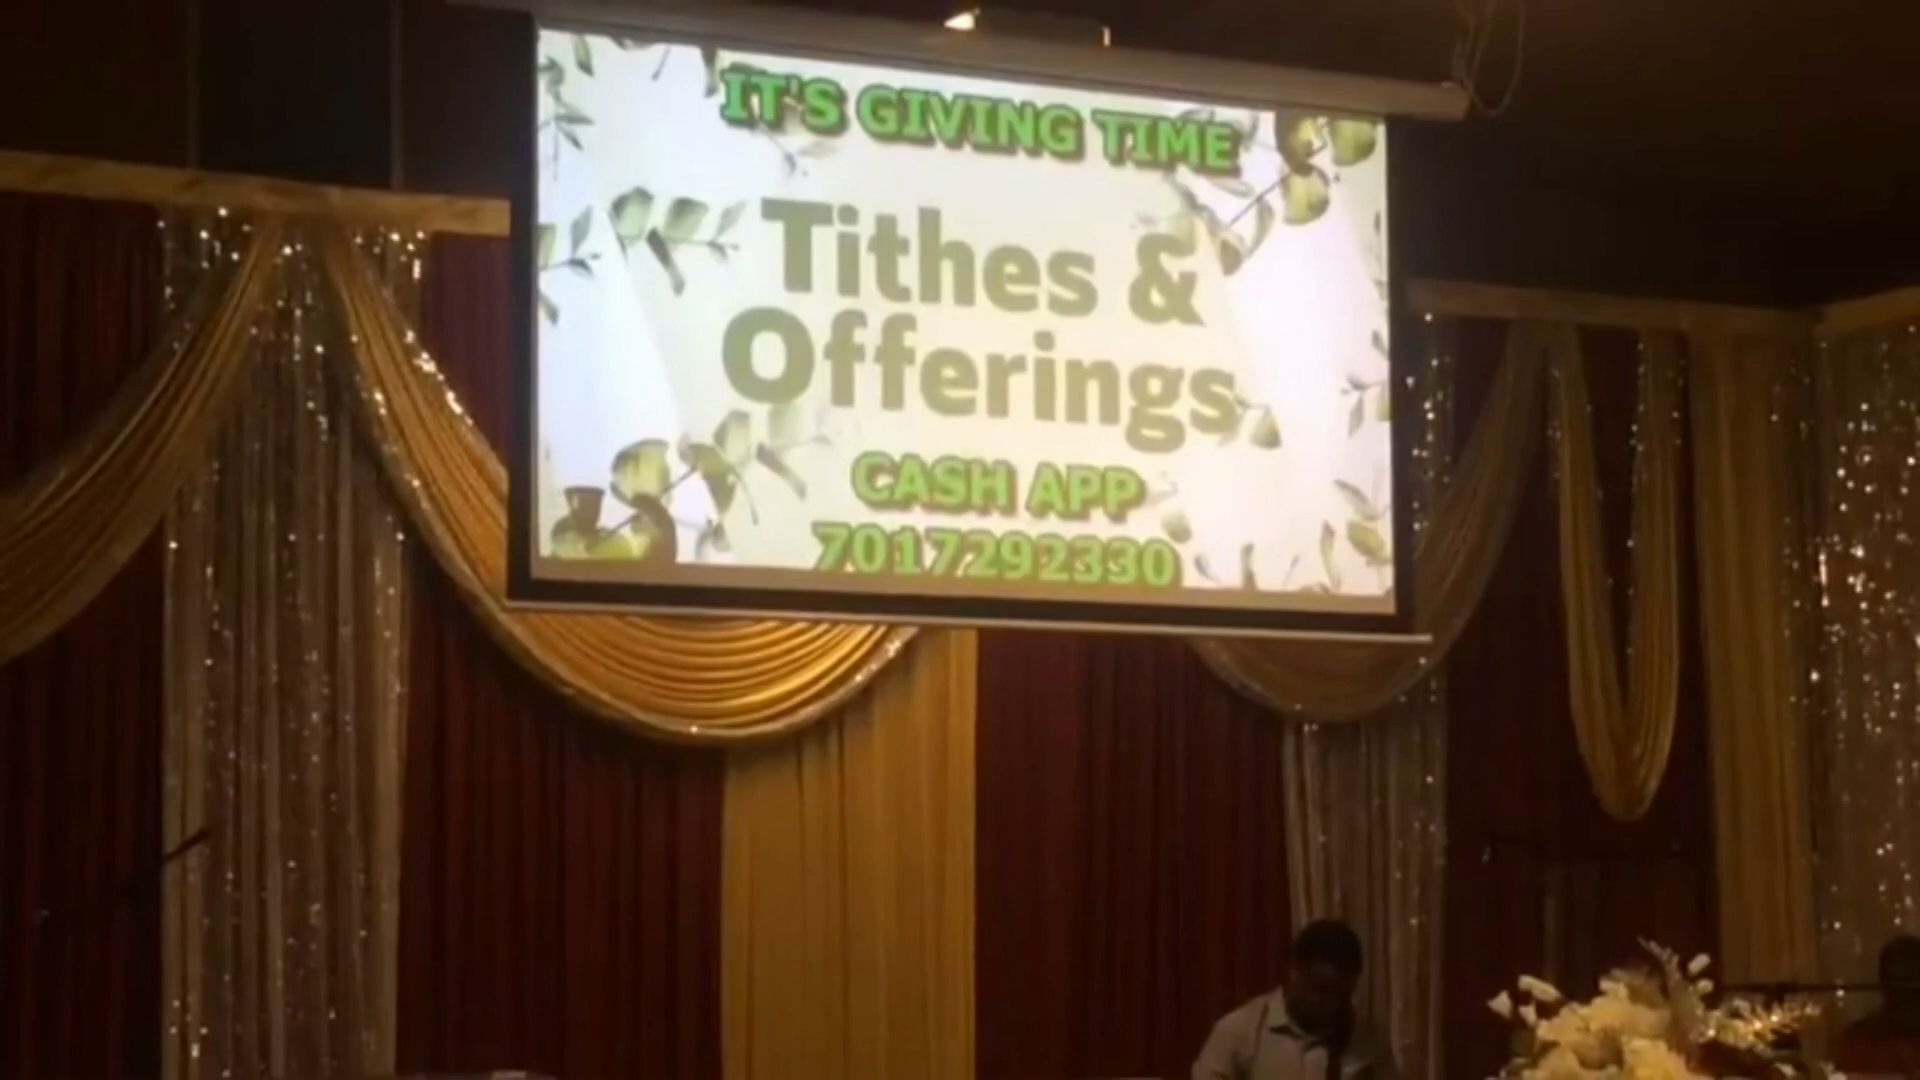 IT'S GIVING TIME
Tithes &
Offerings
CASH APP
7017292330